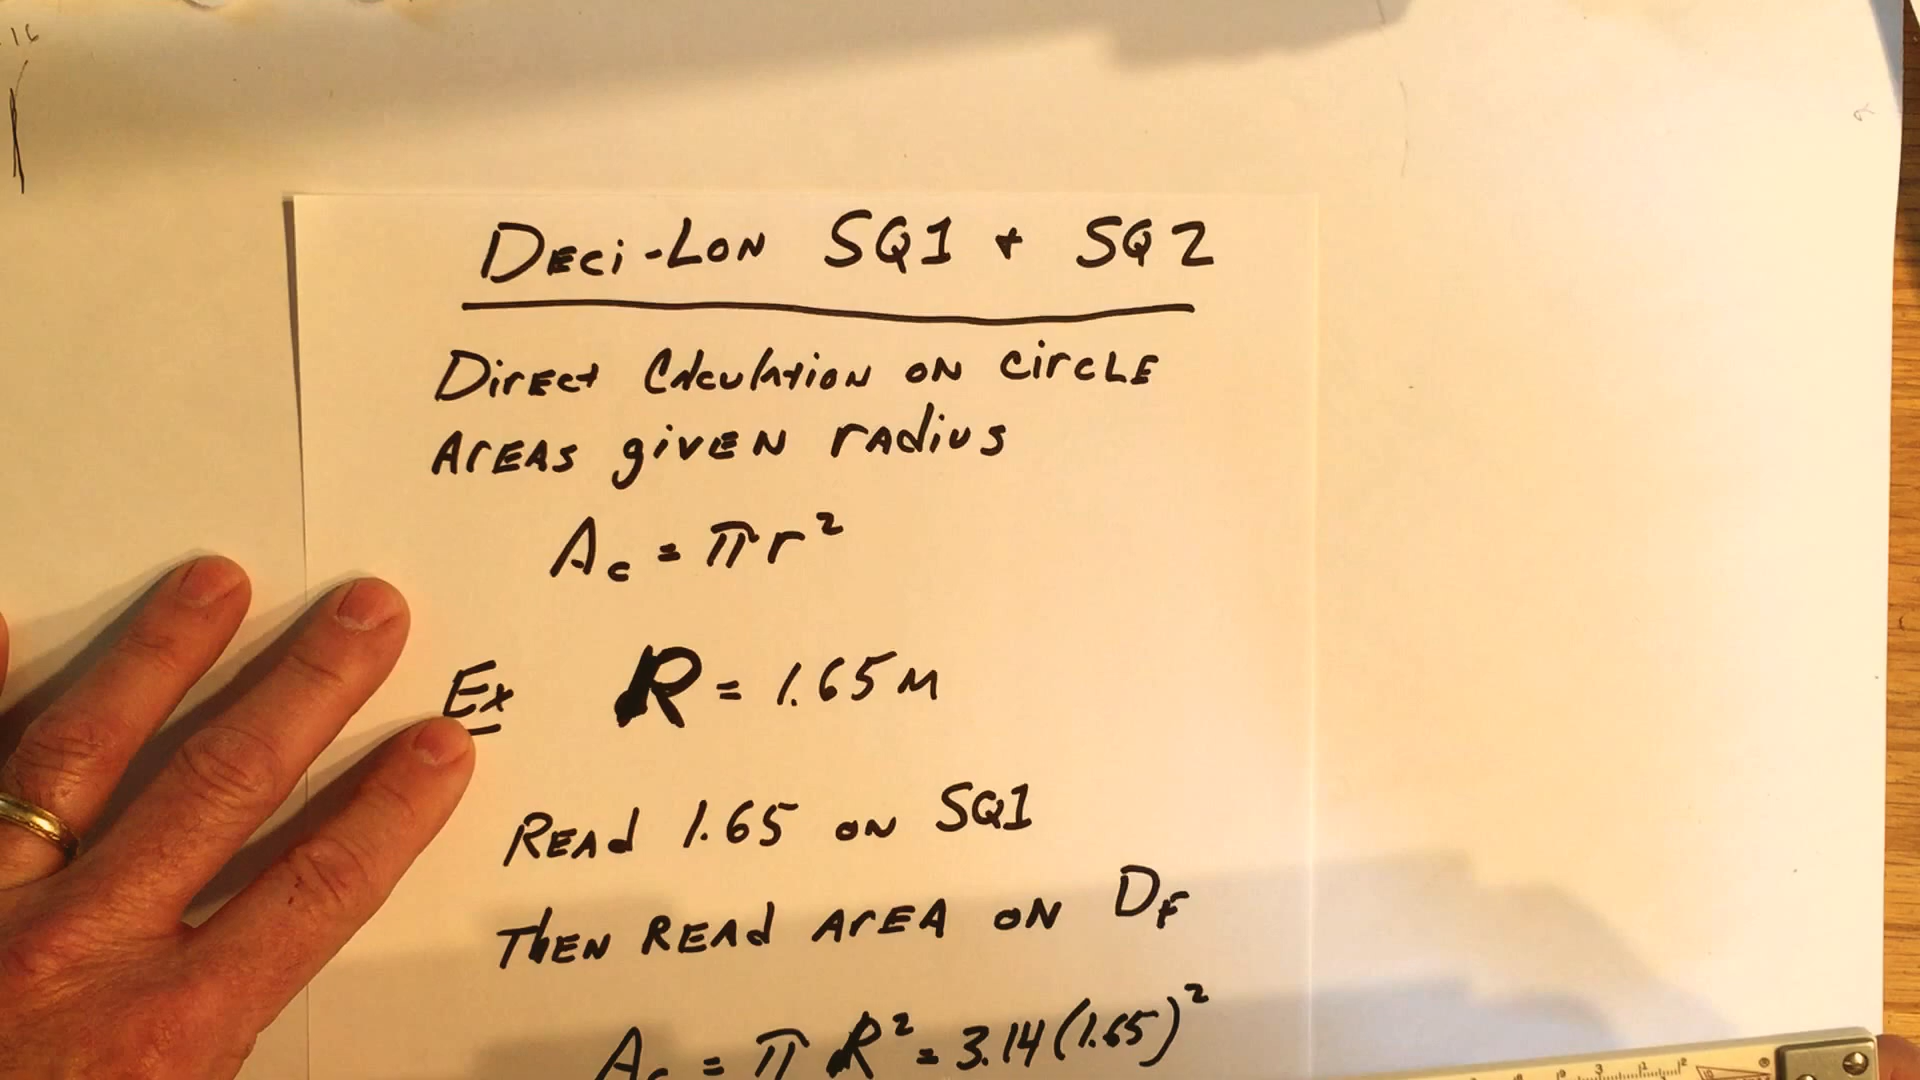 16
Deci-Lon SQ1 + SQ2
Direct Calculation on circle
Areas given radius
Ac = πr²
Ex R = 1.65 M
Read 1.65 on SQ1
Then read area on DF
Ac = π R² = 3.14 (1.65)²